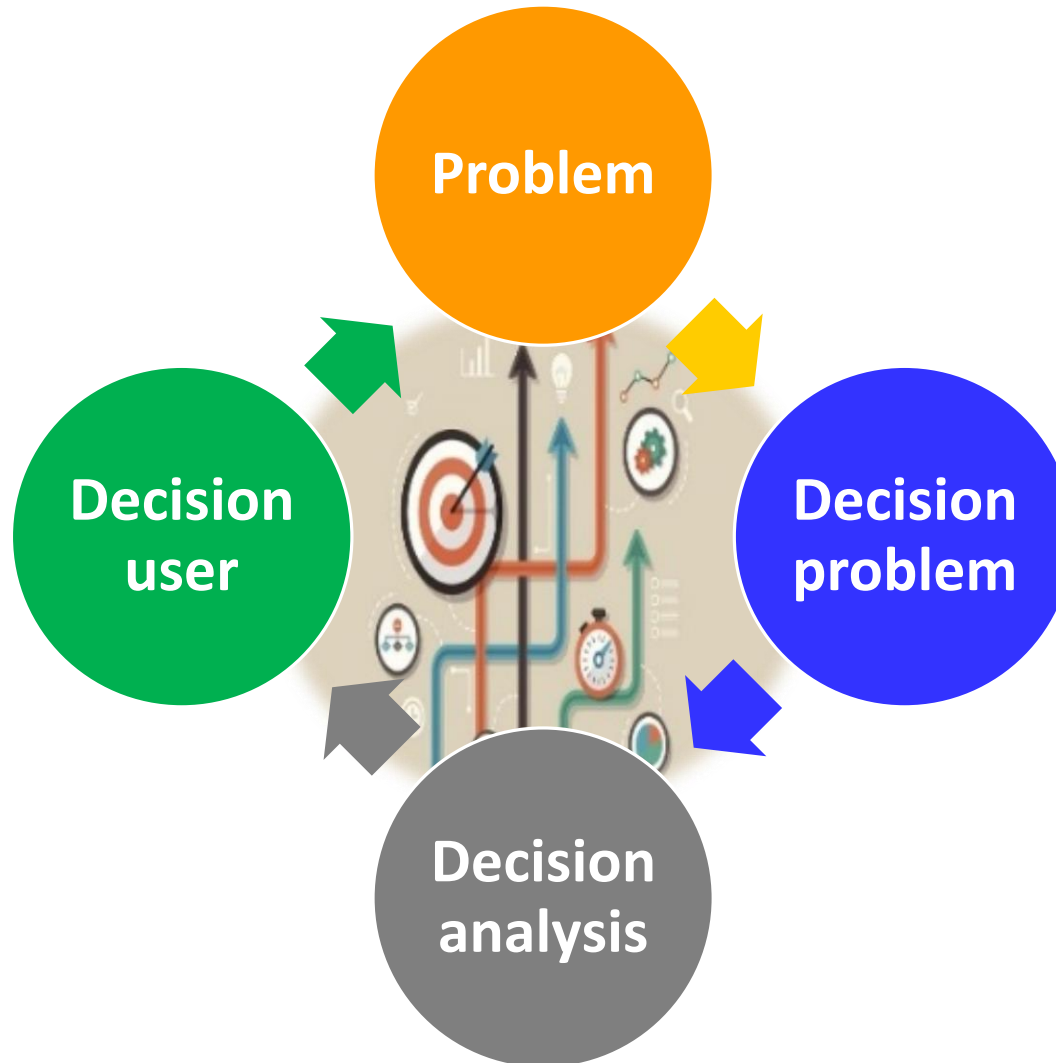 Problem
Decision
user
Decision
problem
Decision
analysis